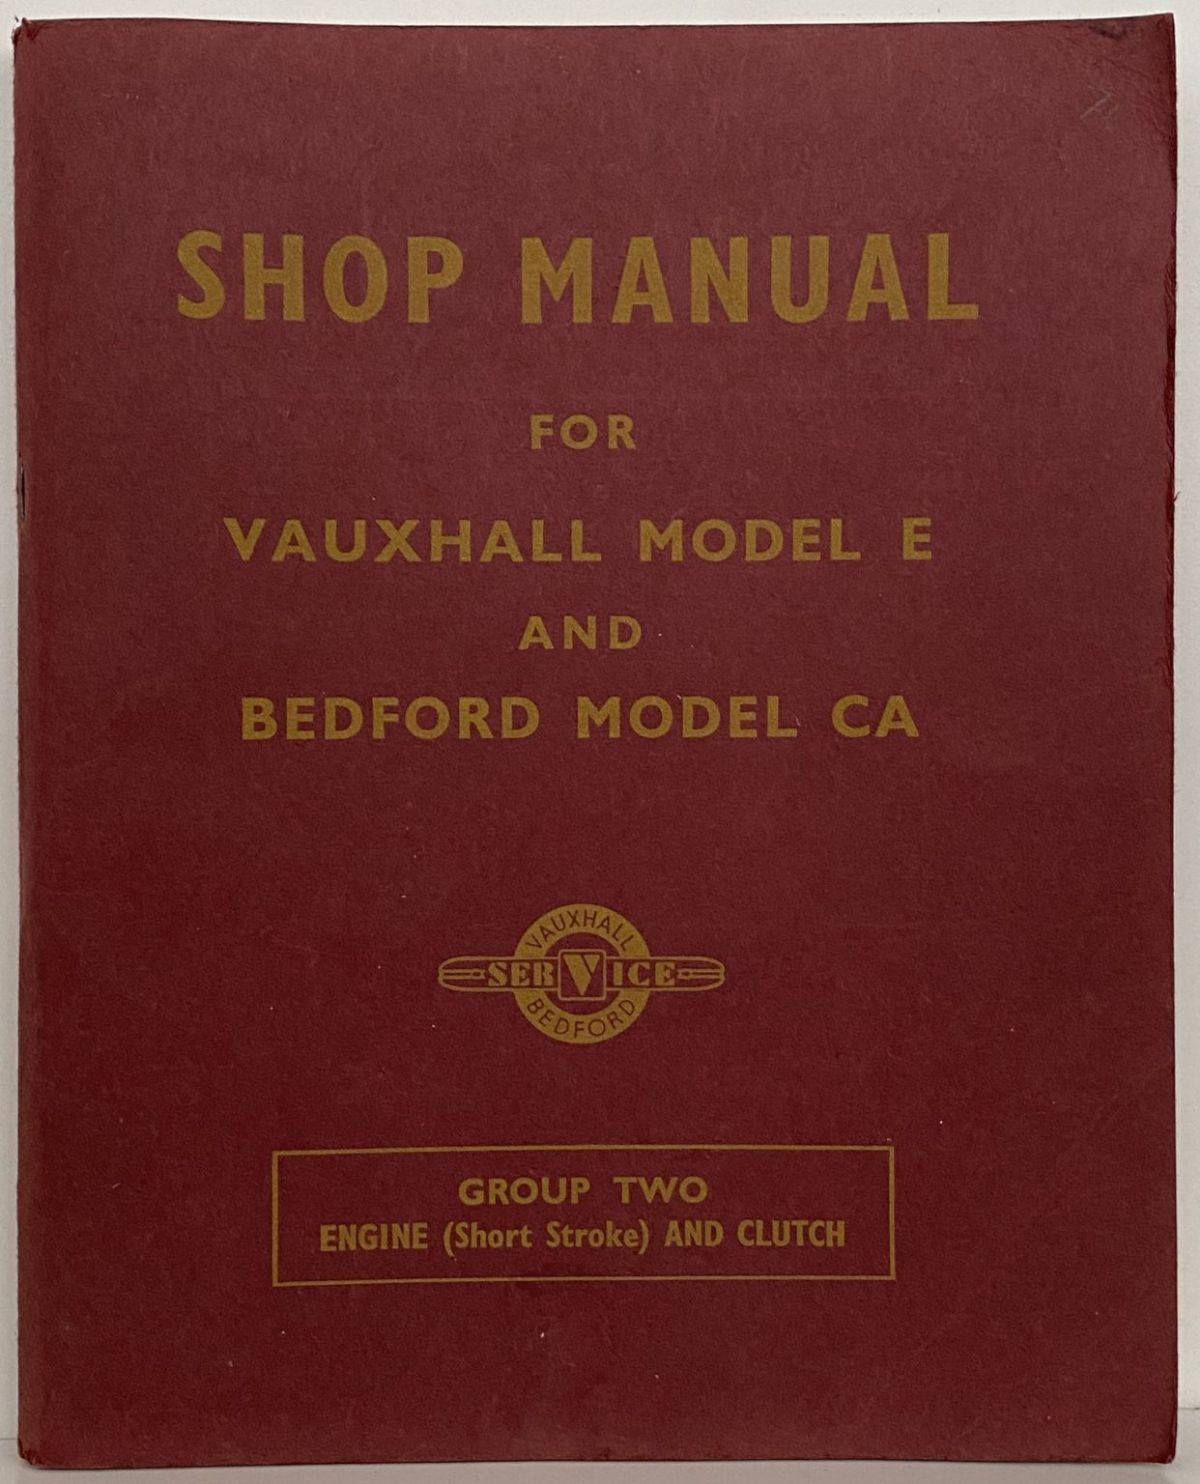 SHOP MANUAL
FOR
VAUXHALL MODEL E
AND
BEDFORD MODEL CA
VAUXHALL
SERVICE
BEDFORD
GROUP TWO
ENGINE (Short Stroke) AND CLUTCH